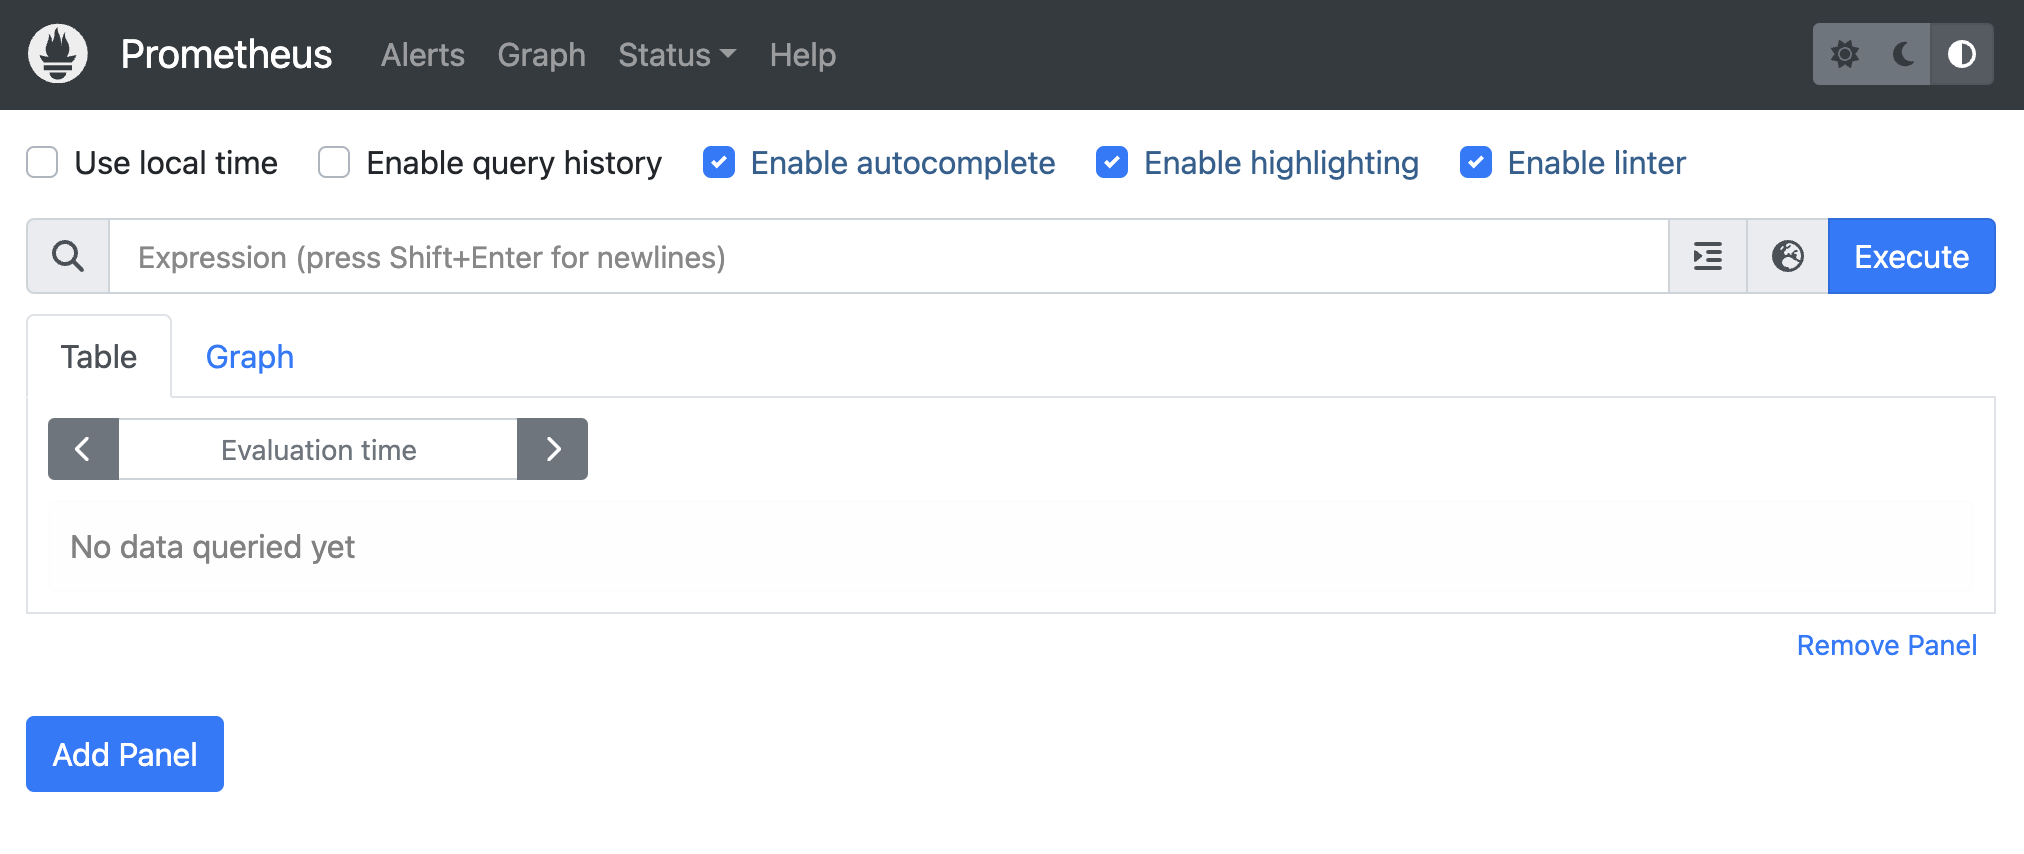 Prometheus Alerts Graph Status Help
Use local time Enable query history Enable autocomplete Enable highlighting Enable linter
Expression (press Shift+Enter for newlines) Execute
Table Graph
Evaluation time
No data queried yet
Remove Panel
Add Panel